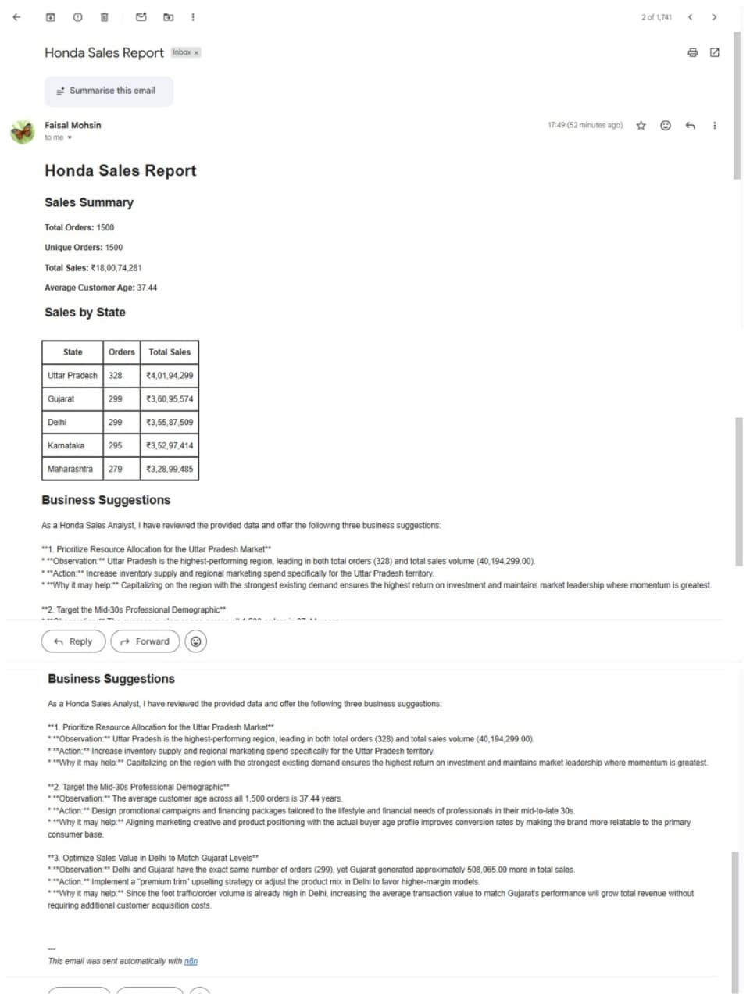 2 of 1,741
Honda Sales Report Inbox ×
Summarise this email
Faisal Mohsin 17:49 (52 minutes ago)
to me
Honda Sales Report
Sales Summary
Total Orders: 1500
Unique Orders: 1500
Total Sales: ₹18,00,74,281
Average Customer Age: 37.44
Sales by State
State Orders Total Sales
Uttar Pradesh 328 ₹4,01,94,299
Gujarat 299 ₹3,60,95,574
Delhi 299 ₹3,55,87,509
Karnataka 295 ₹3,52,97,414
Maharashtra 279 ₹3,28,99,485
Business Suggestions
As a Honda Sales Analyst, I have reviewed the provided data and offer the following three business suggestions:
**1. Prioritize Resource Allocation for the Uttar Pradesh Market**
* **Observation:** Uttar Pradesh is the highest-performing region, leading in both total orders (328) and total sales volume (40,194,299.00).
* **Action:** Increase inventory supply and regional marketing spend specifically for the Uttar Pradesh territory.
* **Why it may help:** Capitalizing on the region with the strongest existing demand ensures the highest return on investment and maintains market leadership where momentum is greatest.
**2. Target the Mid-30s Professional Demographic**
Reply Forward
Business Suggestions
As a Honda Sales Analyst, I have reviewed the provided data and offer the following three business suggestions:
**1. Prioritize Resource Allocation for the Uttar Pradesh Market**
* **Observation:** Uttar Pradesh is the highest-performing region, leading in both total orders (328) and total sales volume (40,194,299.00).
* **Action:** Increase inventory supply and regional marketing spend specifically for the Uttar Pradesh territory.
* **Why it may help:** Capitalizing on the region with the strongest existing demand ensures the highest return on investment and maintains market leadership where momentum is greatest.
**2. Target the Mid-30s Professional Demographic**
* **Observation:** The average customer age across all 1,500 orders is 37.44 years.
* **Action:** Design promotional campaigns and financing packages tailored to the lifestyle and financial needs of professionals in their mid-to-late 30s.
* **Why it may help:** Aligning marketing creative and product positioning with the actual buyer age profile improves conversion rates by making the brand more relatable to the primary
consumer base.
**3. Optimize Sales Value in Delhi to Match Gujarat Levels**
* **Observation:** Delhi and Gujarat have the exact same number of orders (299), yet Gujarat generated approximately 508,065.00 more in total sales.
* **Action:** Implement a "premium trim" upselling strategy or adjust the product mix in Delhi to favor higher-margin models.
* **Why it may help:** Since the foot traffic/order volume is already high in Delhi, increasing the average transaction value to match Gujarat's performance will grow total revenue without
requiring additional customer acquisition costs.
---
This email was sent automatically with n8n